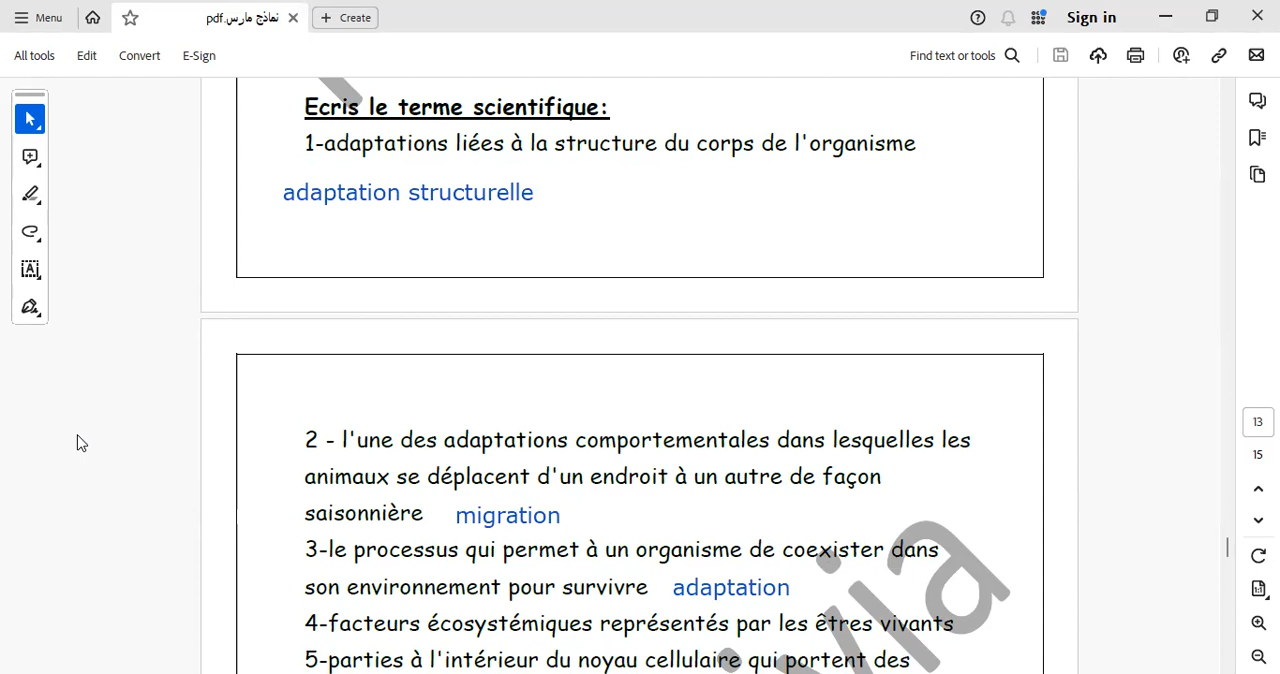 Menu
نماذج مارس.pdf
Create
Sign in
All tools
Edit
Convert
E-Sign
Find text or tools
Ecris le terme scientifique:
1-adaptations liées à la structure du corps de l'organisme
adaptation structurelle
2 - l'une des adaptations comportementales dans lesquelles les
animaux se déplacent d'un endroit à un autre de façon
saisonnière migration
3-le processus qui permet à un organisme de coexister dans
son environnement pour survivre adaptation
4-facteurs écosystémiques représentés par les êtres vivants
5-parties à l'intérieur du noyau cellulaire qui portent des
13
15